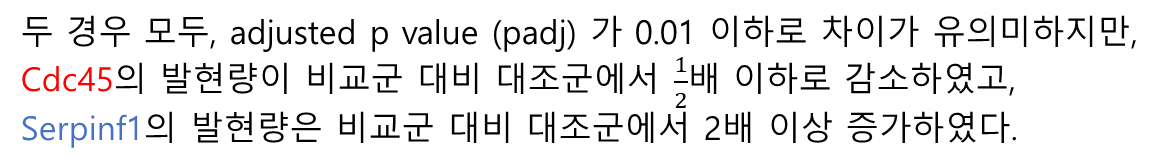 두 경우 모두, adjusted p value (padj) 가 0.01 이하로 차이가 유의미하지만,
Cdc45의 발현량이 비교군 대비 대조군에서 1/2배 이하로 감소하였고,
Serpinf1의 발현량은 비교군 대비 대조군에서 2배 이상 증가하였다.